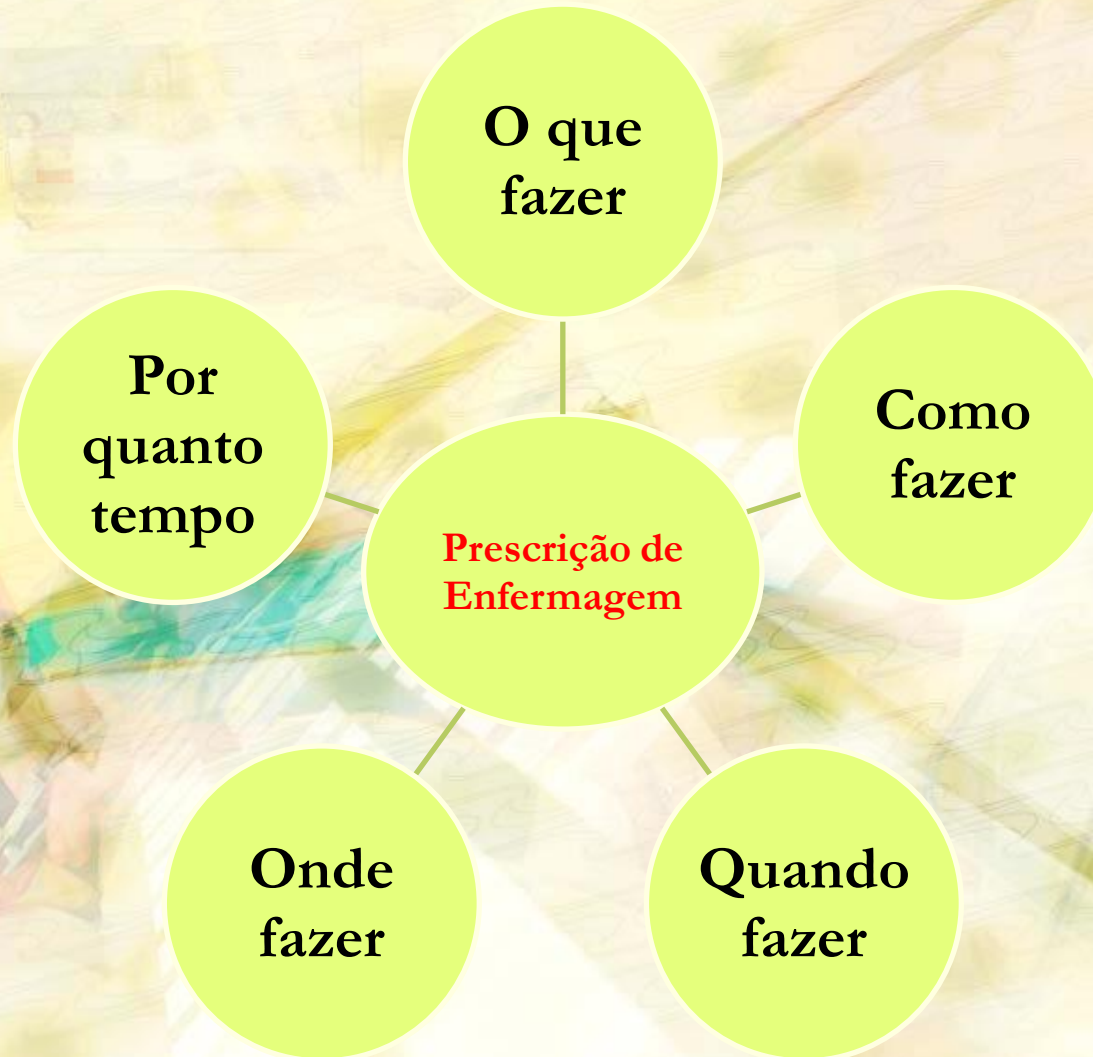 O que
fazer
Por
quanto
tempo
Como
fazer
Prescrição de
Enfermagem
Onde
fazer
Quando
fazer